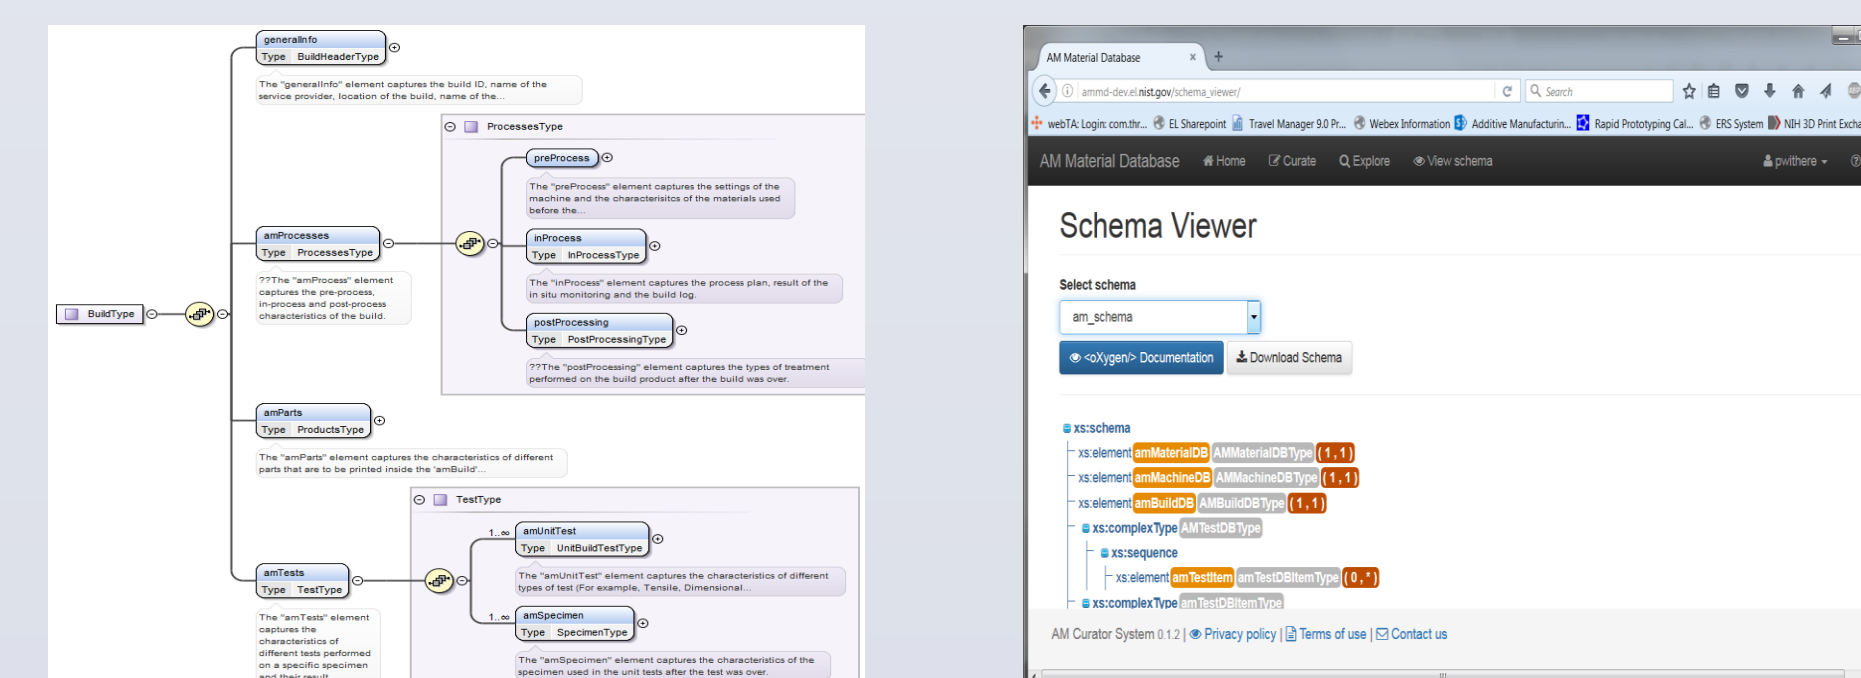 generalInfo
Type BuildHeaderType
The "generalInfo" element captures the build ID, name of the
service provider, location of the build, name of the...
ProcessesType
preProcess
The "preProcess" element captures the settings of the
machine and the characterisitcs of the materials used
before the...
amProcesses
Type ProcessesType
inProcess
Type InProcessType
??The "amProcess" element
captures the pre-process,
in-process and post-process
characteristics of the build.
The "inProcess" element captures the process plan, result of the
in situ monitoring and the build log.
BuildType
postProcessing
Type PostProcessingType
??The "postProcessing" element captures the types of treatment
performed on the build product after the build was over.
amParts
Type ProductsType
The "amParts" element captures the characteristics of different
parts that are to be printed inside the 'amBuild'...
TestType
1..∞
amUnitTest
Type UnitBuildTestType
The "amUnitTest" element captures the characteristics of different
types of test (For example, Tensile, Dimensional...
amTests
Type TestType
1..∞
amSpecimen
Type SpecimenType
The "amTests" element
captures the
characteristics of
different tests performed
on a specific specimen
and their result
The "amSpecimen" element captures the characteristics of the
specimen used in the unit tests after the test was over.
AM Material Database x +
ammd-dev.el.nist.gov/schema_viewer/
Search
webTA: Login: com.thr... EL Sharepoint Travel Manager 9.0 Pr... Webex Information Additive Manufacturin... Rapid Prototyping Cal... ERS System NIH 3D Print Excha
AM Material Database Home Curate Explore View schema pwithere
Schema Viewer
Select schema
am_schema
<oXygen/> Documentation Download Schema
xs:schema
xs:element amMaterialDB AMMaterialDBType ( 1 , 1 )
xs:element amMachineDB AMMachineDBType ( 1 , 1 )
xs:element amBuildDB AMBuildDBType ( 1 , 1 )
xs:complexType AMTestDBType
xs:sequence
xs:element amTestItem amTestDBItemType ( 0 , * )
xs:complexType amTestDBItemType
AM Curator System 0.1.2 | Privacy policy | Terms of use | Contact us